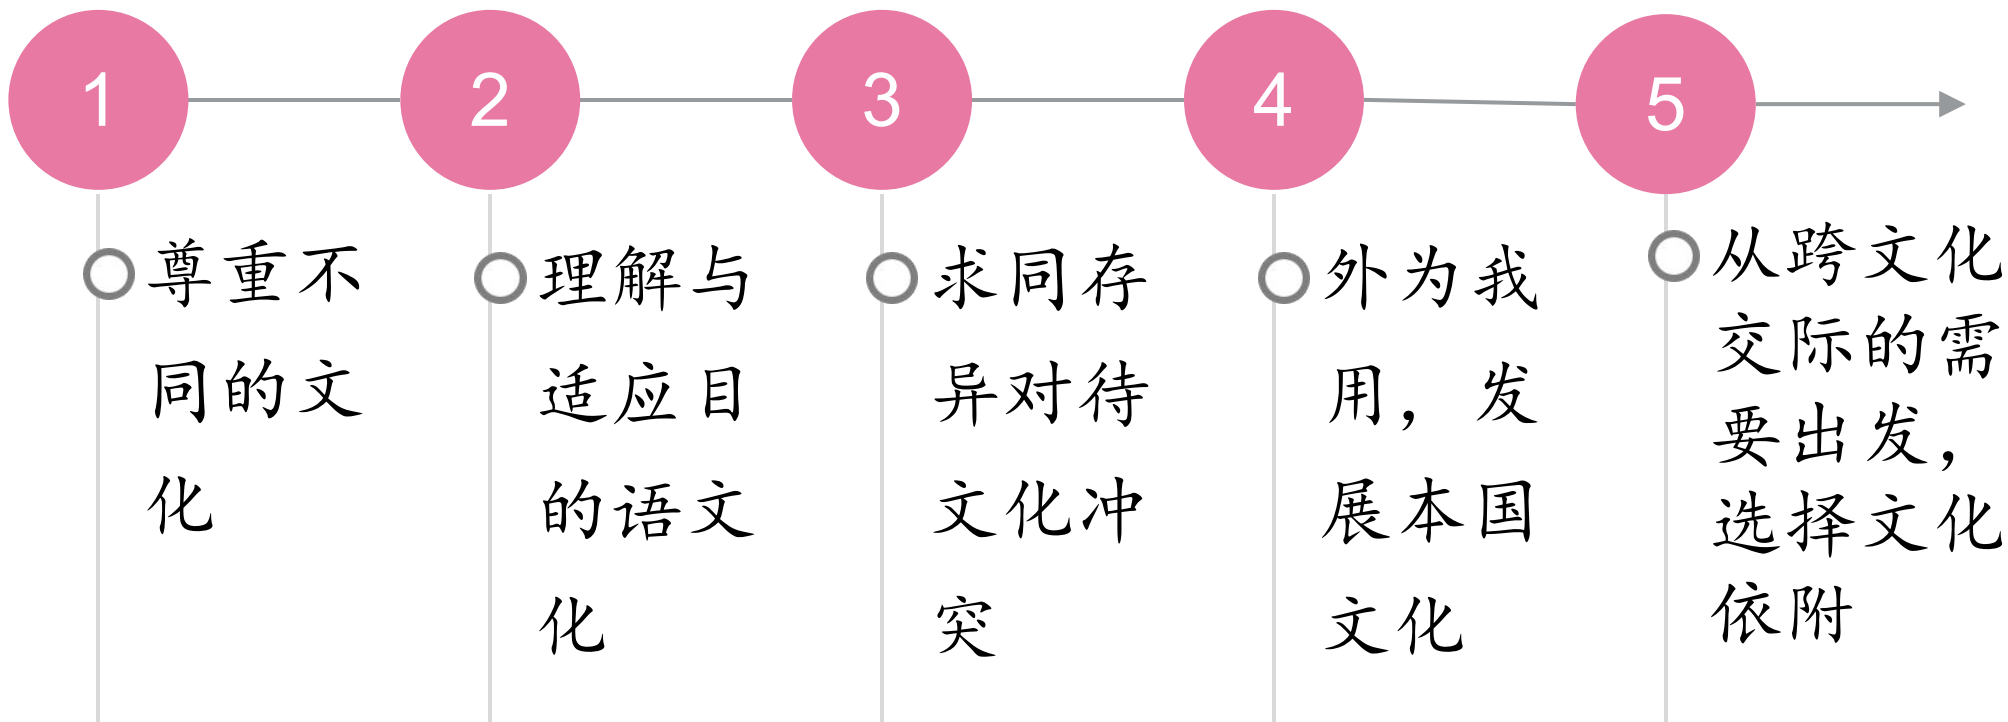 1
尊重不
同的文
化
2
理解与
适应目
的语文
化
3
求同存
异对待
文化冲
突
4
外为我
用，发
展本国
文化
5
从跨文化
交际的需
要出发，
选择文化
依附